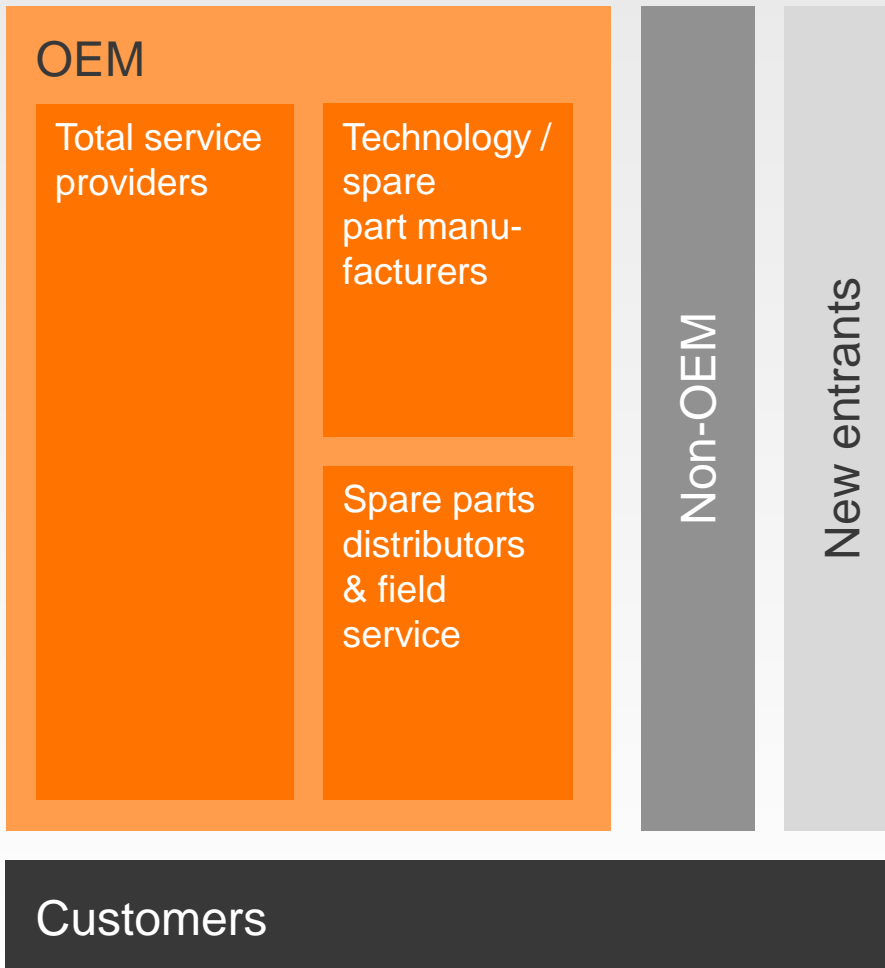 OEM
Total service
providers
Technology /
spare
part manu-
facturers
Spare parts
distributors
& field
service
Non-OEM
New entrants
Customers